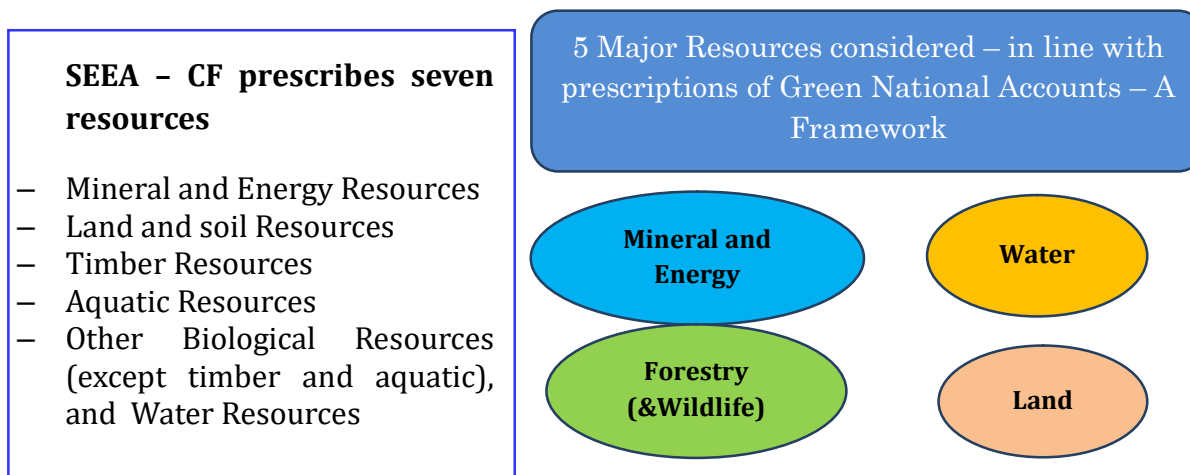 SEEA – CF prescribes seven
resources
– Mineral and Energy Resources
– Land and soil Resources
– Timber Resources
– Aquatic Resources
– Other Biological Resources
(except timber and aquatic),
and Water Resources
5 Major Resources considered – in line with
prescriptions of Green National Accounts – A
Framework
Mineral and
Energy
Water
Forestry
(&Wildlife)
Land